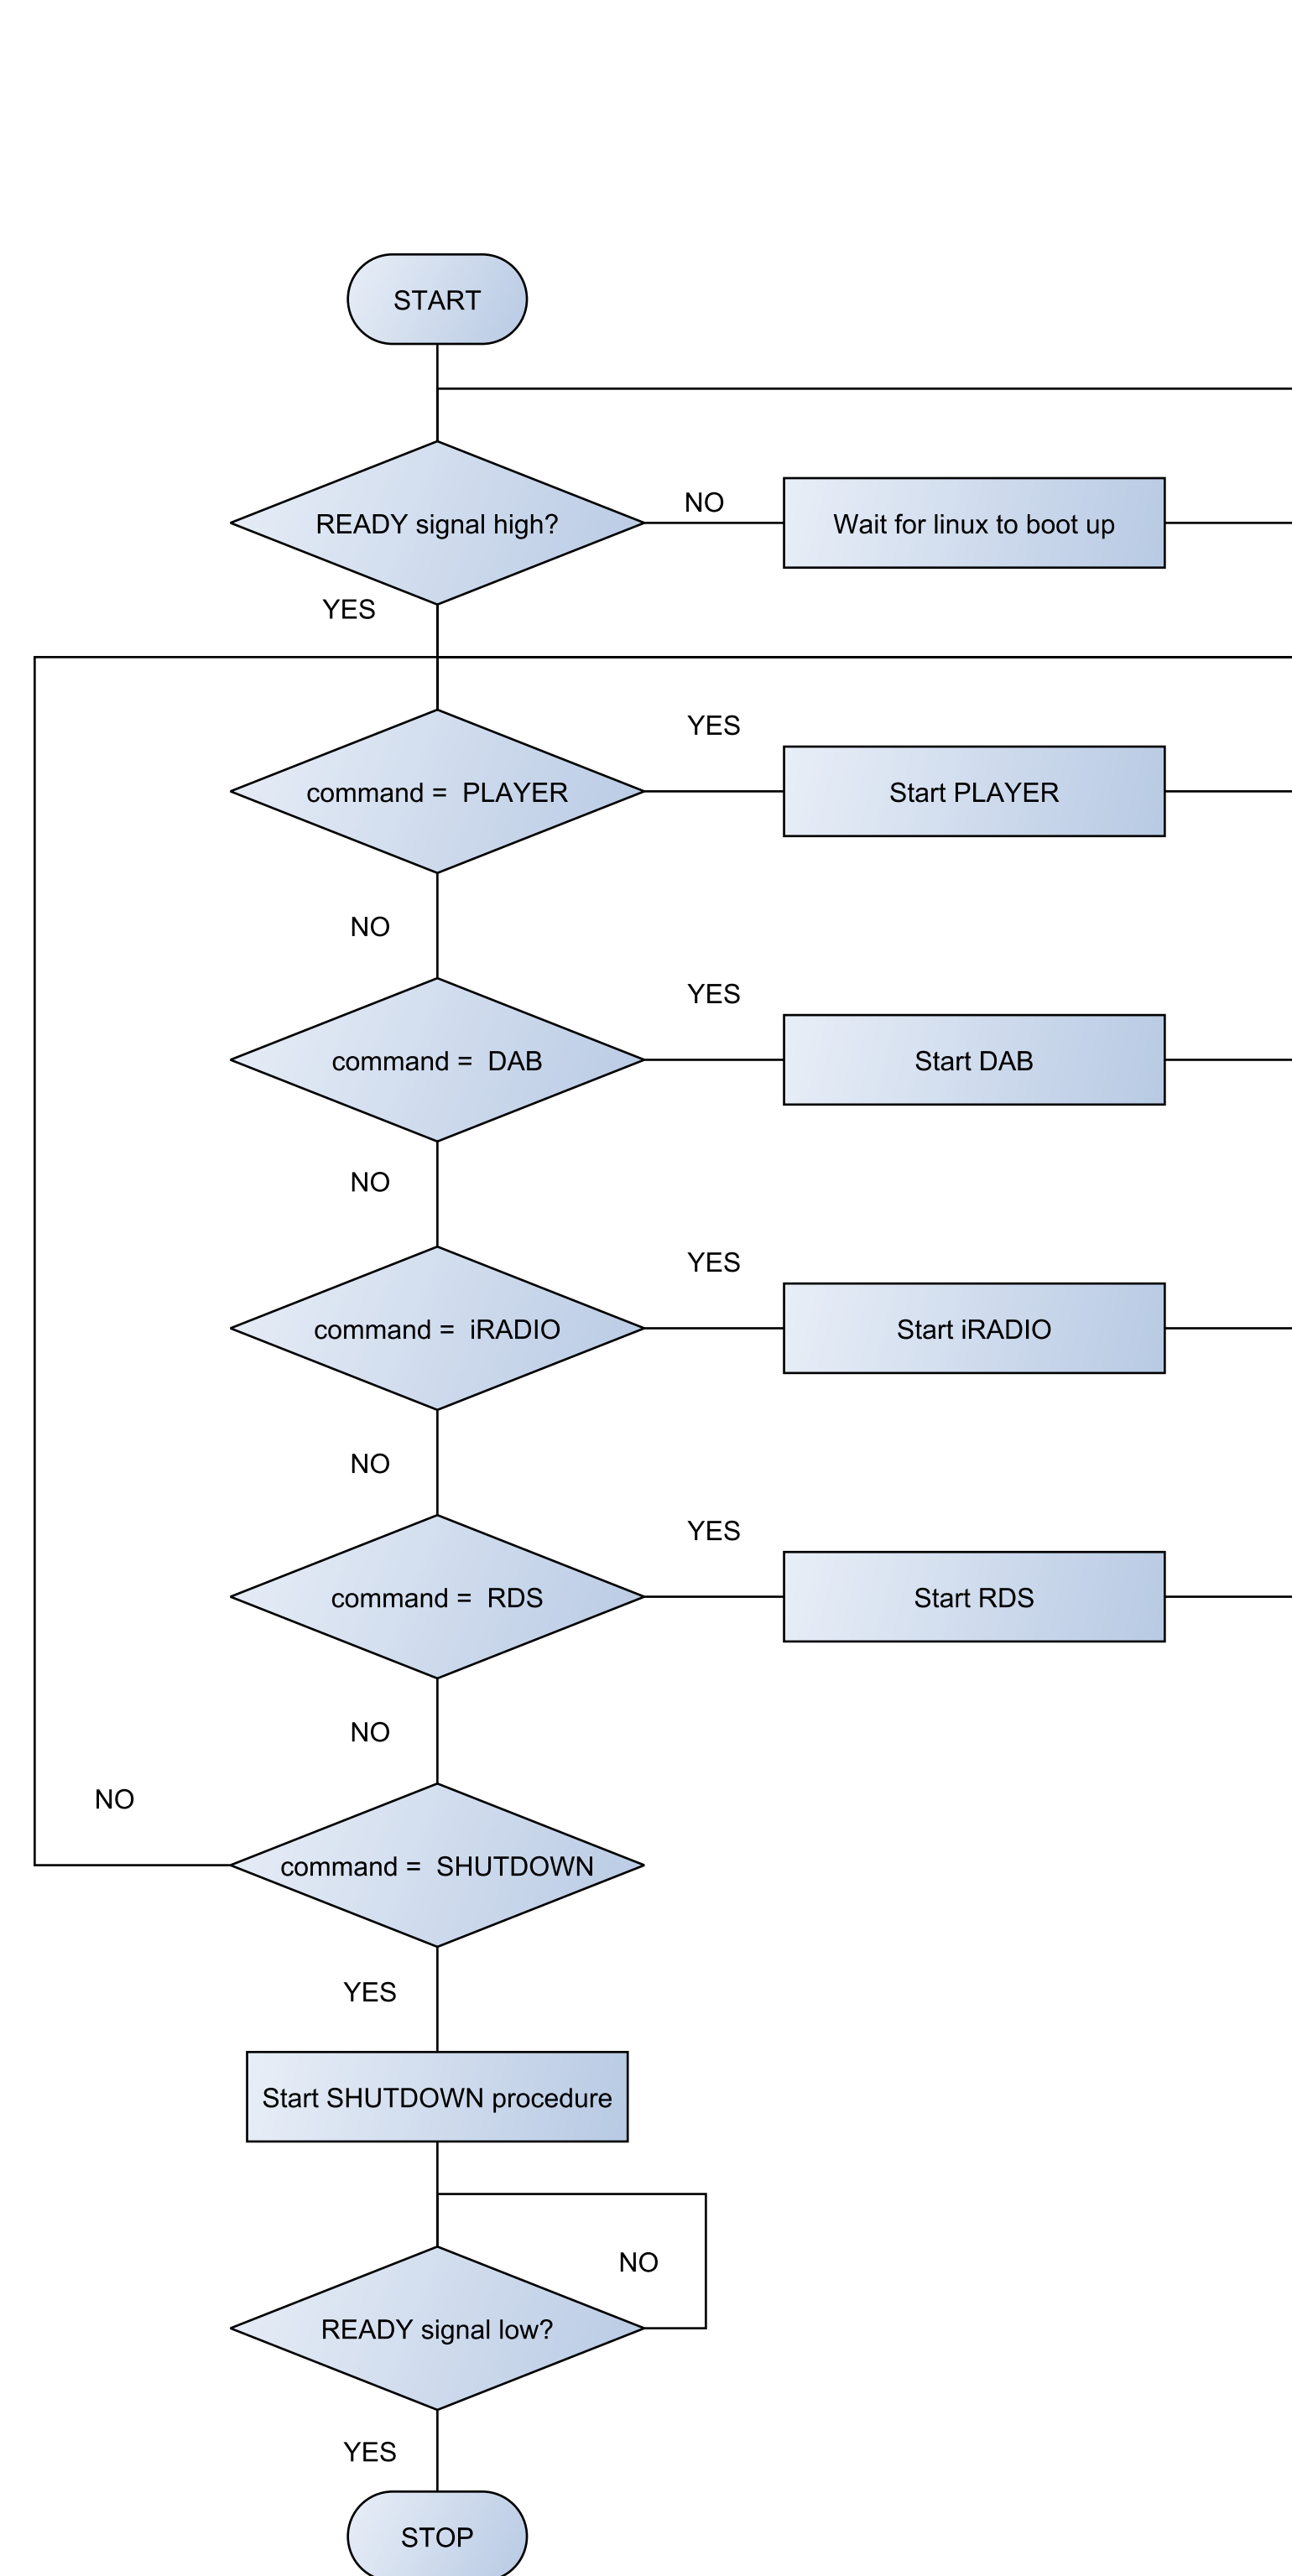 START
READY signal high?
NO
Wait for linux to boot up
YES
command = PLAYER
YES
Start PLAYER
NO
command = DAB
YES
Start DAB
NO
command = iRADIO
YES
Start iRADIO
NO
command = RDS
YES
Start RDS
NO
NO
command = SHUTDOWN
YES
Start SHUTDOWN procedure
NO
READY signal low?
YES
STOP